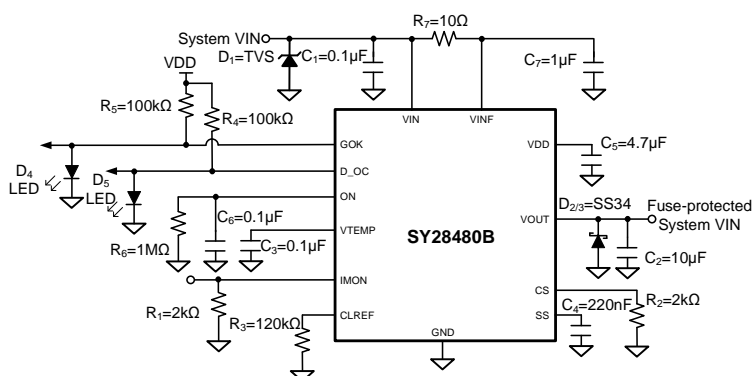 System VIN
R7=10Ω
D1=TVS
C1=0.1µF
C7=1µF
VDD
R5=100kΩ
R4=100kΩ
VIN
VINF
GOK
VDD
C5=4.7µF
D4
LED
D_OC
D5
LED
ON
D2/3=SS34
Fuse-protected
System VIN
C6=0.1µF
VOUT
VTEMP
C3=0.1µF
SY28480B
R6=1MΩ
C2=10µF
IMON
CS
C4=220nF
R2=2kΩ
R1=2kΩ
R3=120kΩ
CLREF
SS
GND